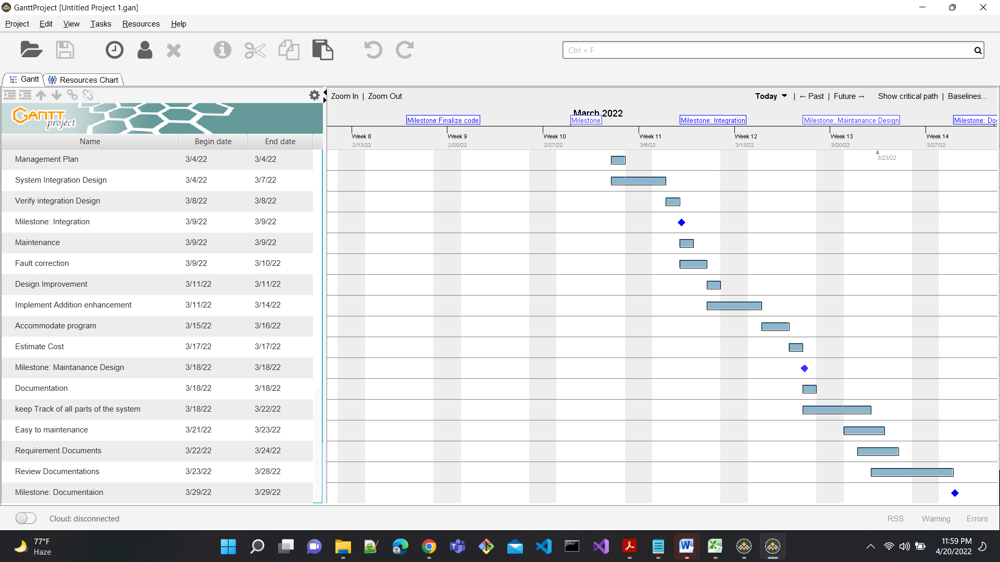 GanttProject [Untitled Project 1.gan]
Project Edit View Tasks Resources Help
Ctrl + F
Gantt Resources Chart
Zoom In | Zoom Out Today | ← Past | Future → Show critical path | Baselines...
GANTT project
March 2022
Milestone:Finalize code Milestone Milestone: Integration Milestone: Maintanance Design Milestone: Doc
Name Begin date End date
Week 8 Week 9 Week 10 Week 11 Week 12 Week 13 Week 14
2/13/22 2/20/22 2/27/22 3/6/22 3/13/22 3/20/22 3/27/22
3/23/22
Management Plan 3/4/22 3/4/22
System Integration Design 3/4/22 3/7/22
Verify integration Design 3/8/22 3/8/22
Milestone: Integration 3/9/22 3/9/22
Maintenance 3/9/22 3/9/22
Fault correction 3/9/22 3/10/22
Design Improvement 3/11/22 3/11/22
Implement Addition enhancement 3/11/22 3/14/22
Accommodate program 3/15/22 3/16/22
Estimate Cost 3/17/22 3/17/22
Milestone: Maintanance Design 3/18/22 3/18/22
Documentation 3/18/22 3/18/22
keep Track of all parts of the system 3/18/22 3/22/22
Easy to maintenance 3/21/22 3/23/22
Requirement Documents 3/22/22 3/24/22
Review Documentations 3/23/22 3/28/22
Milestone: Documentaion 3/29/22 3/29/22
Cloud: disconnected RSS Warning Errors
77°F
Haze
11:59 PM
4/20/2022